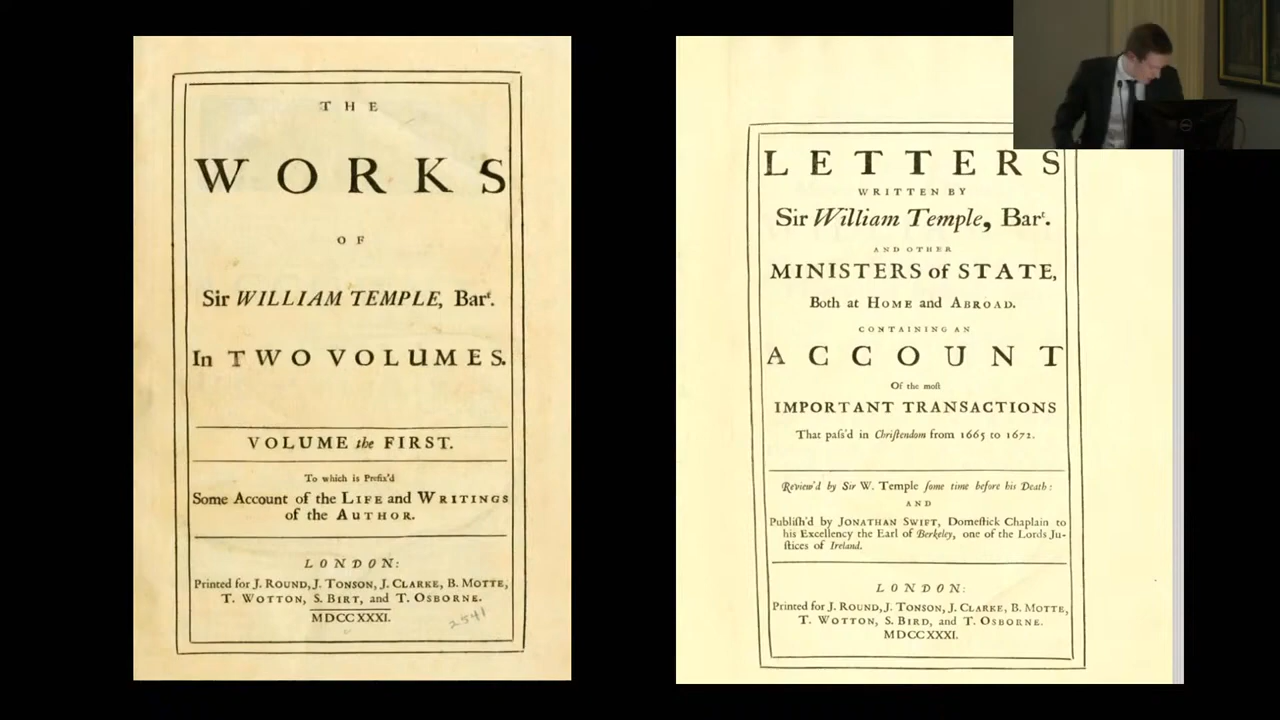 THE
WORKS
OF
Sir WILLIAM TEMPLE, Barᵗ.
In TWO VOLUMES.
VOLUME the FIRST.
To which is Prefix'd
Some Account of the LIFE and WRITINGS
of the AUTHOR.
LONDON:
Printed for J. ROUND, J. TONSON, J. CLARKE, B. MOTTE,
T. WOTTON, S. BIRT, and T. OSBORNE.
MDCCXXXI.
2541
LETTERS
WRITTEN BY
Sir William Temple, Barᵗ.
AND OTHER
MINISTERS of STATE,
Both at HOME and ABROAD.
CONTAINING AN
ACCOUNT
Of the moſt
IMPORTANT TRANSACTIONS
That paſs'd in Chriſtendom from 1665 to 1672.
Review'd by Sir W. Temple ſome time before his Death:
AND
Publiſh'd by JONATHAN SWIFT, Domeſtick Chaplain to
his Excellency the Earl of Berkeley, one of the Lords Ju-
ſtices of Ireland.
LONDON:
Printed for J. ROUND, J. TONSON, J. CLARKE, B. MOTTE,
T. WOTTON, S. BIRD, and T. OSBORNE.
MDCCXXXI.
DELL